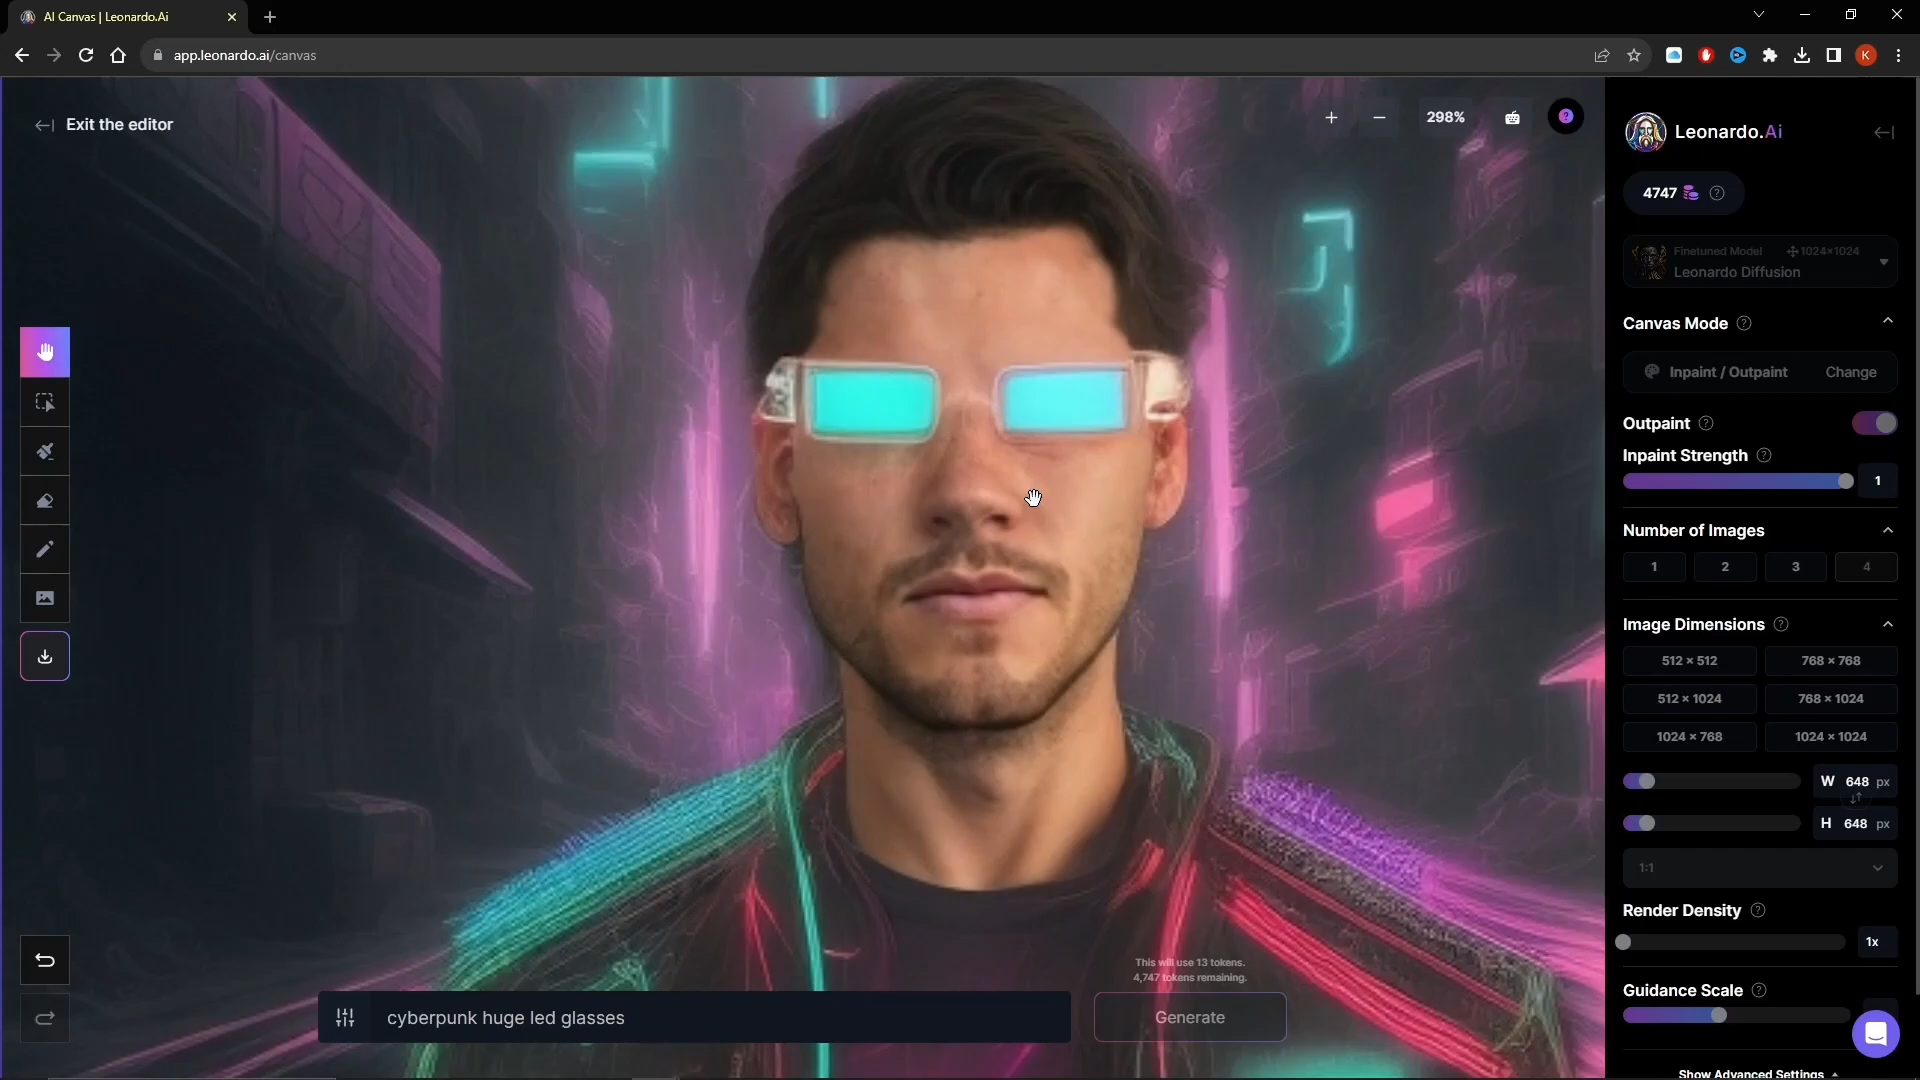 AI Canvas | Leonardo.Ai
app.leonardo.ai/canvas
K
Exit the editor
298%
?
Leonardo.Ai
4747
?
Finetuned Model
1024×1024
Leonardo Diffusion
Canvas Mode ?
Inpaint / Outpaint
Change
Outpaint ?
Inpaint Strength ?
1
Number of Images
1
2
3
4
Image Dimensions ?
512 × 512
768 × 768
512 × 1024
768 × 1024
1024 × 768
1024 × 1024
W 648 px
H 648 px
1:1
Render Density ?
1x
Guidance Scale ?
This will use 13 tokens.
4,747 tokens remaining.
cyberpunk huge led glasses
Generate
Show Advanced Settings